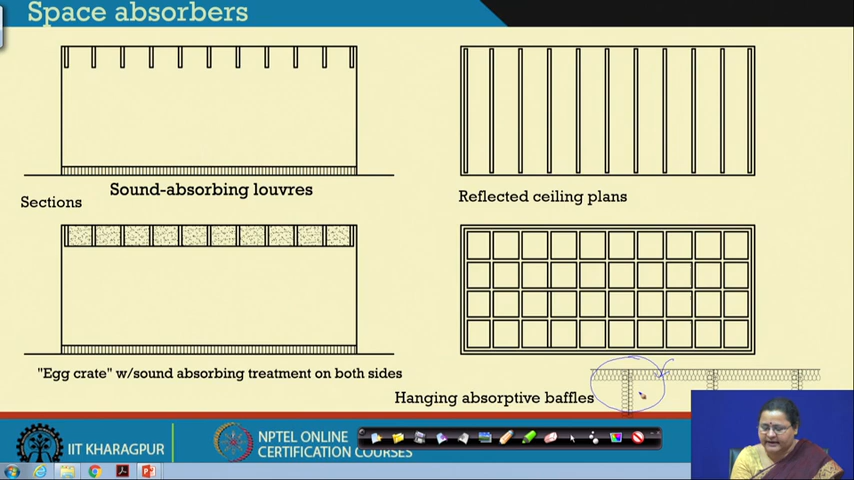 Space absorbers
Sound-absorbing louvres
Sections
Reflected ceiling plans
"Egg crate" w/sound absorbing treatment on both sides
Hanging absorptive baffles
IIT KHARAGPUR
NPTEL ONLINE
CERTIFICATION COURSES